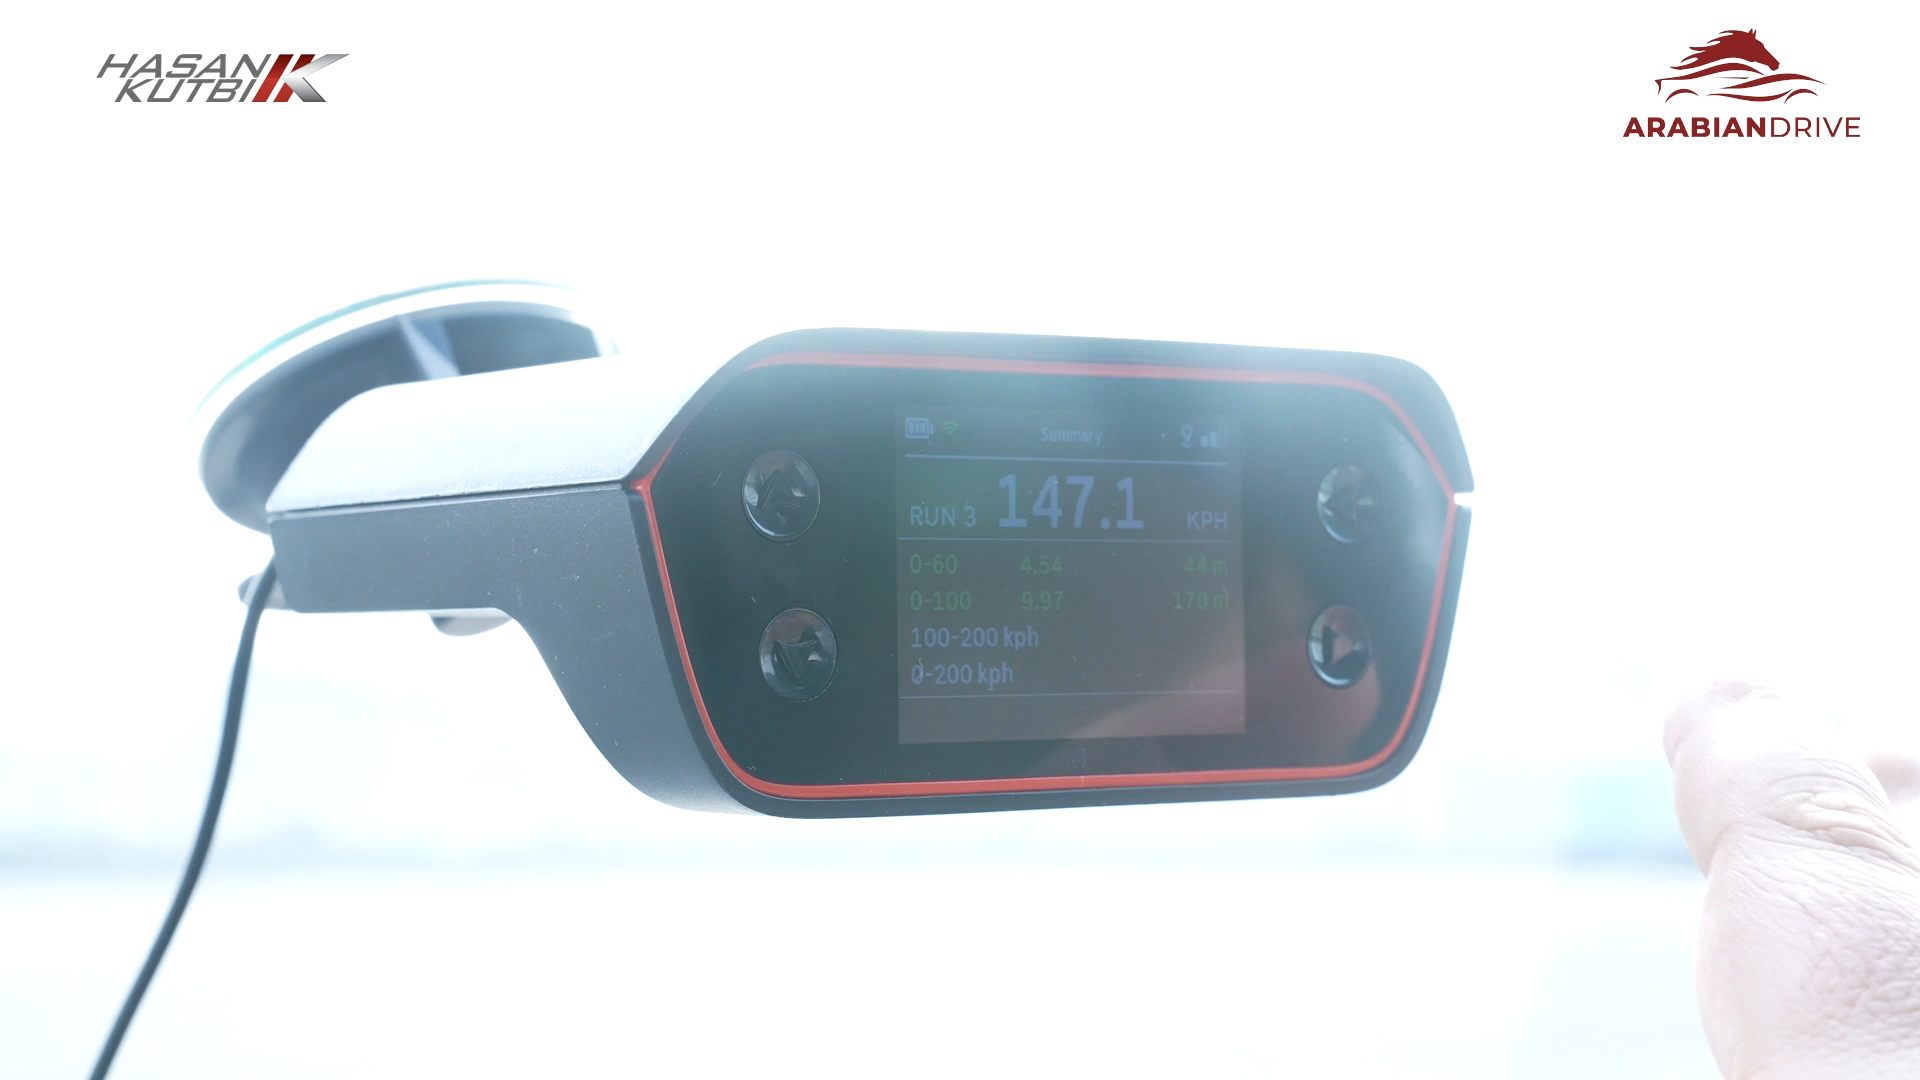 HASAN
KUTBI
ARABIANDRIVE
Summary
RUN 3 147.1 KPH
0-60 4.54 44 m
0-100 9.97 170 m
100-200 kph
0-200 kph